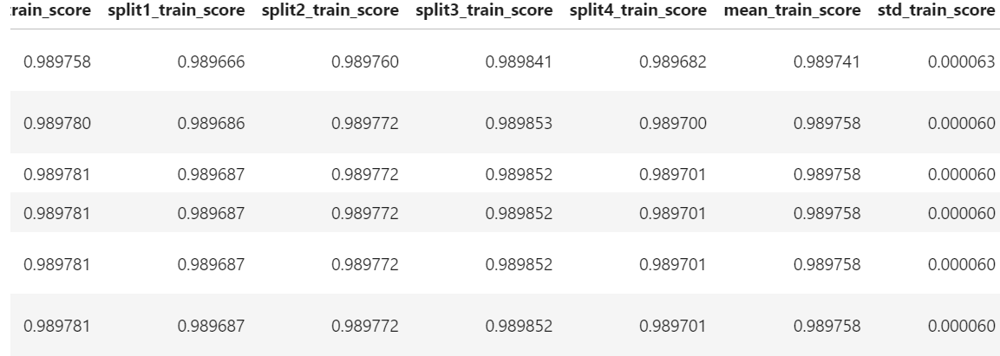 train_score split1_train_score split2_train_score split3_train_score split4_train_score mean_train_score std_train_score
0.989758 0.989666 0.989760 0.989841 0.989682 0.989741 0.000063
0.989780 0.989686 0.989772 0.989853 0.989700 0.989758 0.000060
0.989781 0.989687 0.989772 0.989852 0.989701 0.989758 0.000060
0.989781 0.989687 0.989772 0.989852 0.989701 0.989758 0.000060
0.989781 0.989687 0.989772 0.989852 0.989701 0.989758 0.000060
0.989781 0.989687 0.989772 0.989852 0.989701 0.989758 0.000060